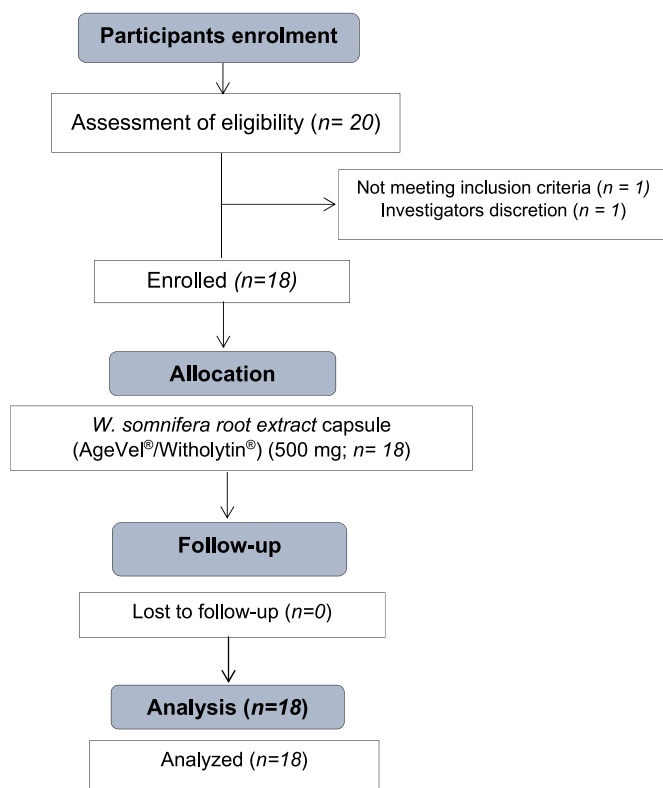 Participants enrolment
Assessment of eligibility (n= 20)
Not meeting inclusion criteria (n = 1)
Investigators discretion (n = 1)
Enrolled (n=18)
Allocation
W. somnifera root extract capsule
(AgeVel®/Witholytin®) (500 mg; n= 18)
Follow-up
Lost to follow-up (n=0)
Analysis (n=18)
Analyzed (n=18)